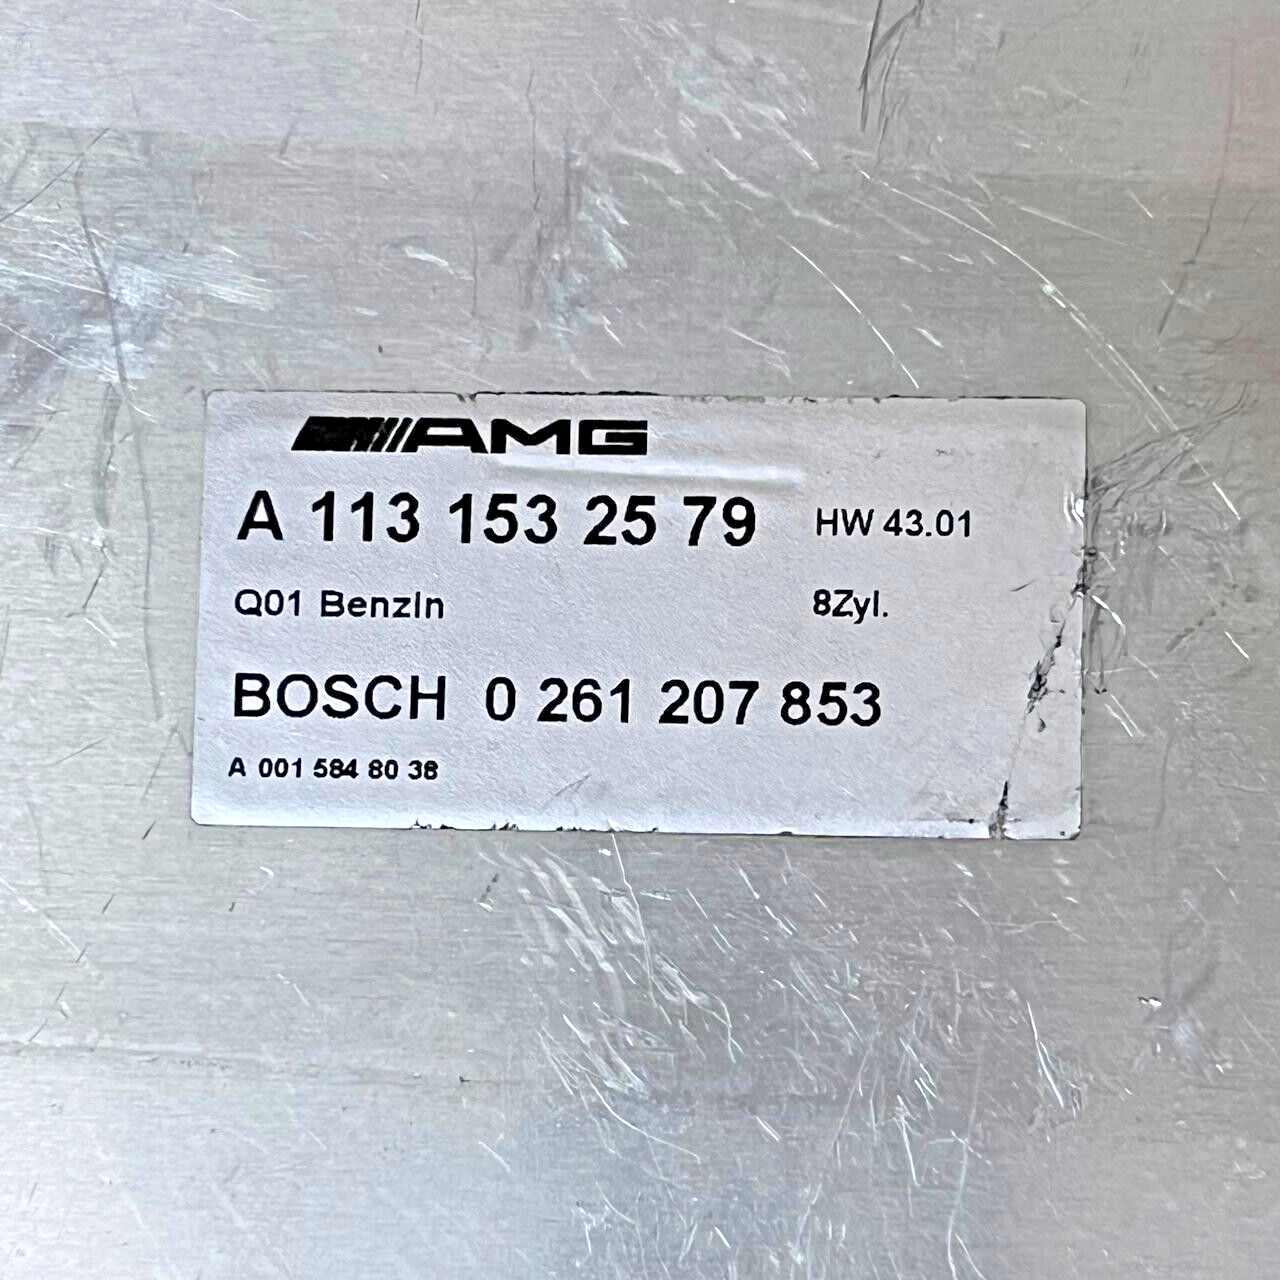 AMG
A 113 153 25 79 HW 43.01
Q01 Benzin 8Zyl.
BOSCH 0 261 207 853
A 001 584 80 38